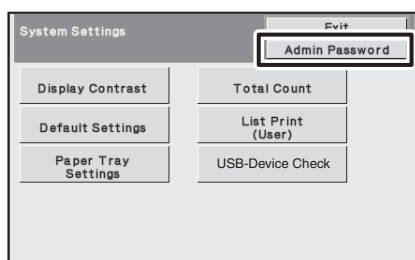 System Settings
Exit
Admin Password
Display Contrast
Total Count
Default Settings
List Print
(User)
Paper Tray
Settings
USB-Device Check